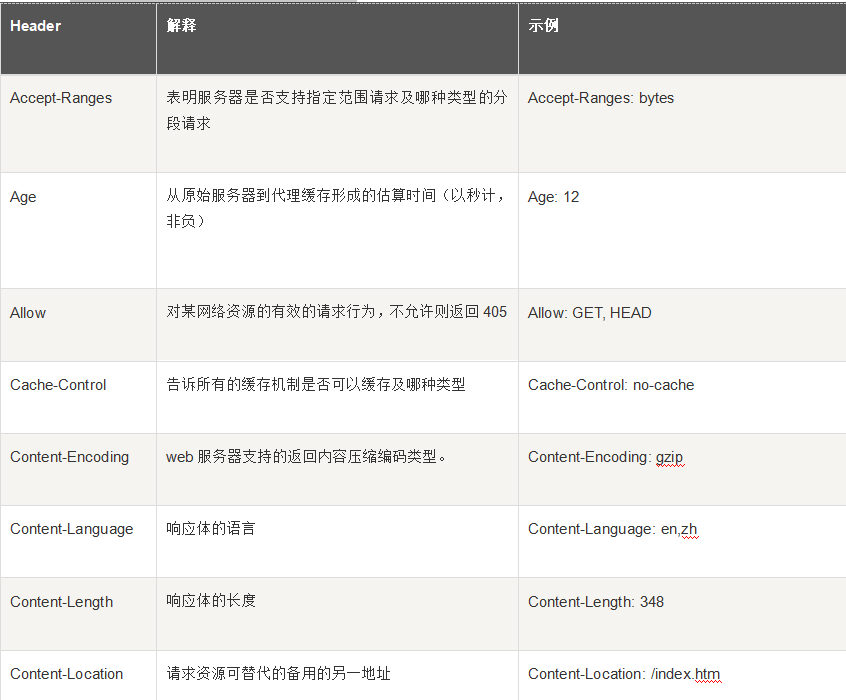 Header 解释 示例
Accept-Ranges 表明服务器是否支持指定范围请求及哪种类型的分 Accept-Ranges: bytes
段请求
Age 从原始服务器到代理缓存形成的估算时间（以秒计， Age: 12
非负）
Allow 对某网络资源的有效的请求行为，不允许则返回 405 Allow: GET, HEAD
Cache-Control 告诉所有的缓存机制是否可以缓存及哪种类型 Cache-Control: no-cache
Content-Encoding web 服务器支持的返回内容压缩编码类型。 Content-Encoding: gzip
Content-Language 响应体的语言 Content-Language: en,zh
Content-Length 响应体的长度 Content-Length: 348
Content-Location 请求资源可替代的备用的另一地址 Content-Location: /index.htm